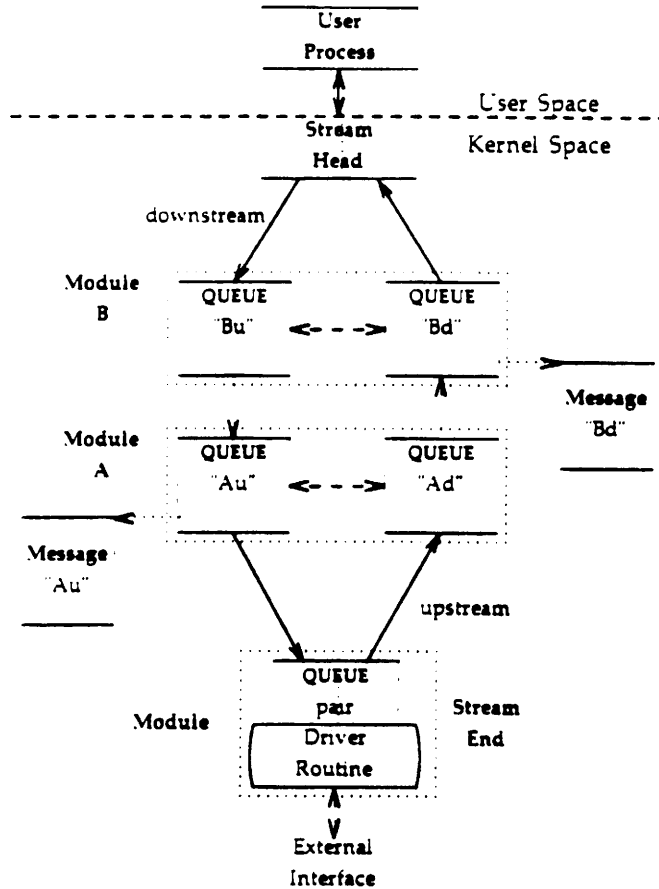 User
Process
User Space
Stream
Kernel Space
Head
downstream
Module
B
QUEUE
"Bu"
QUEUE
"Bd"
Message
"Bd"
Module
A
QUEUE
"Au"
QUEUE
"Ad"
Message
"Au"
upstream
QUEUE
pair
Module
Stream
End
Driver
Routine
External
Interface